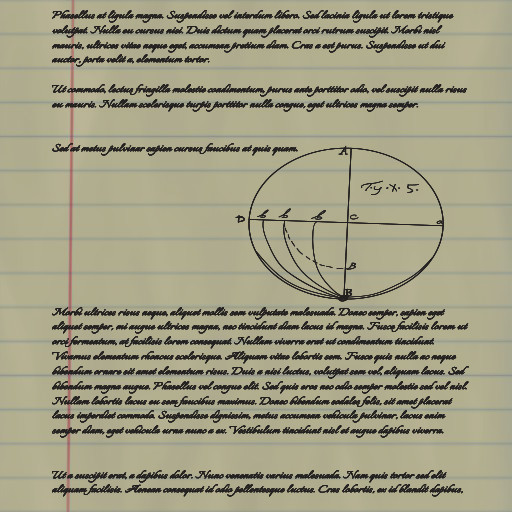 Phasellus at ligula magna. Suspendisse vel interdum libero. Sed lacinia ligula ut lorem tristique
volutpat. Nulla eu cursus nisi. Duis dictum quam placerat orci rutrum suscipit. Morbi nisl
mauris, ultrices vitae neque eget, accumsan pretium diam. Cras a est purus. Suspendisse ut dui
auctor, porta velit a, elementum tortor.
Ut commodo, lectus fringilla molestie condimentum, purus ante porttitor odio, vel suscipit nulla risus
eu mauris. Nullam scelerisque turpis porttitor nulla congue, eget ultrices magna semper.
Sed at metus pulvinar sapien cursus faucibus at quis quam.
A
Fig. X. 5.
D b b b C a
B
B
Morbi ultrices risus neque, aliquet mollis sem vulputate malesuada. Donec semper, sapien eget
aliquet semper, mi augue ultrices magna, nec tincidunt diam lacus id magna. Fusce facilisis lorem ut
orci fermentum, at facilisis lorem consequat. Nullam viverra erat ut condimentum tincidunt.
Vivamus elementum rhoncus scelerisque. Aliquam vitae lobortis sem. Fusce quis nulla ac neque
bibendum ornare sit amet elementum risus. Duis a nisi luctus, volutpat sem vel, aliquam lacus. Sed
bibendum magna augue. Phasellus vel congue elit. Sed quis eros nec odio semper molestie sed vel nisl.
Nullam lobortis lacus eu sem faucibus maximus. Donec bibendum sodales felis, sit amet placerat
lacus imperdiet commodo. Suspendisse dignissim, metus accumsan vehicula pulvinar, lacus enim
semper diam, eget vehicula urna nunc a ex. Vestibulum tincidunt nisl et augue dapibus viverra.
Ut a suscipit erat, a dapibus dolor. Nunc venenatis varius malesuada. Nam quis tortor sed elit
aliquam facilisis. Aenean consequat id odio pellentesque luctus. Cras lobortis, ex id blandit dapibus,